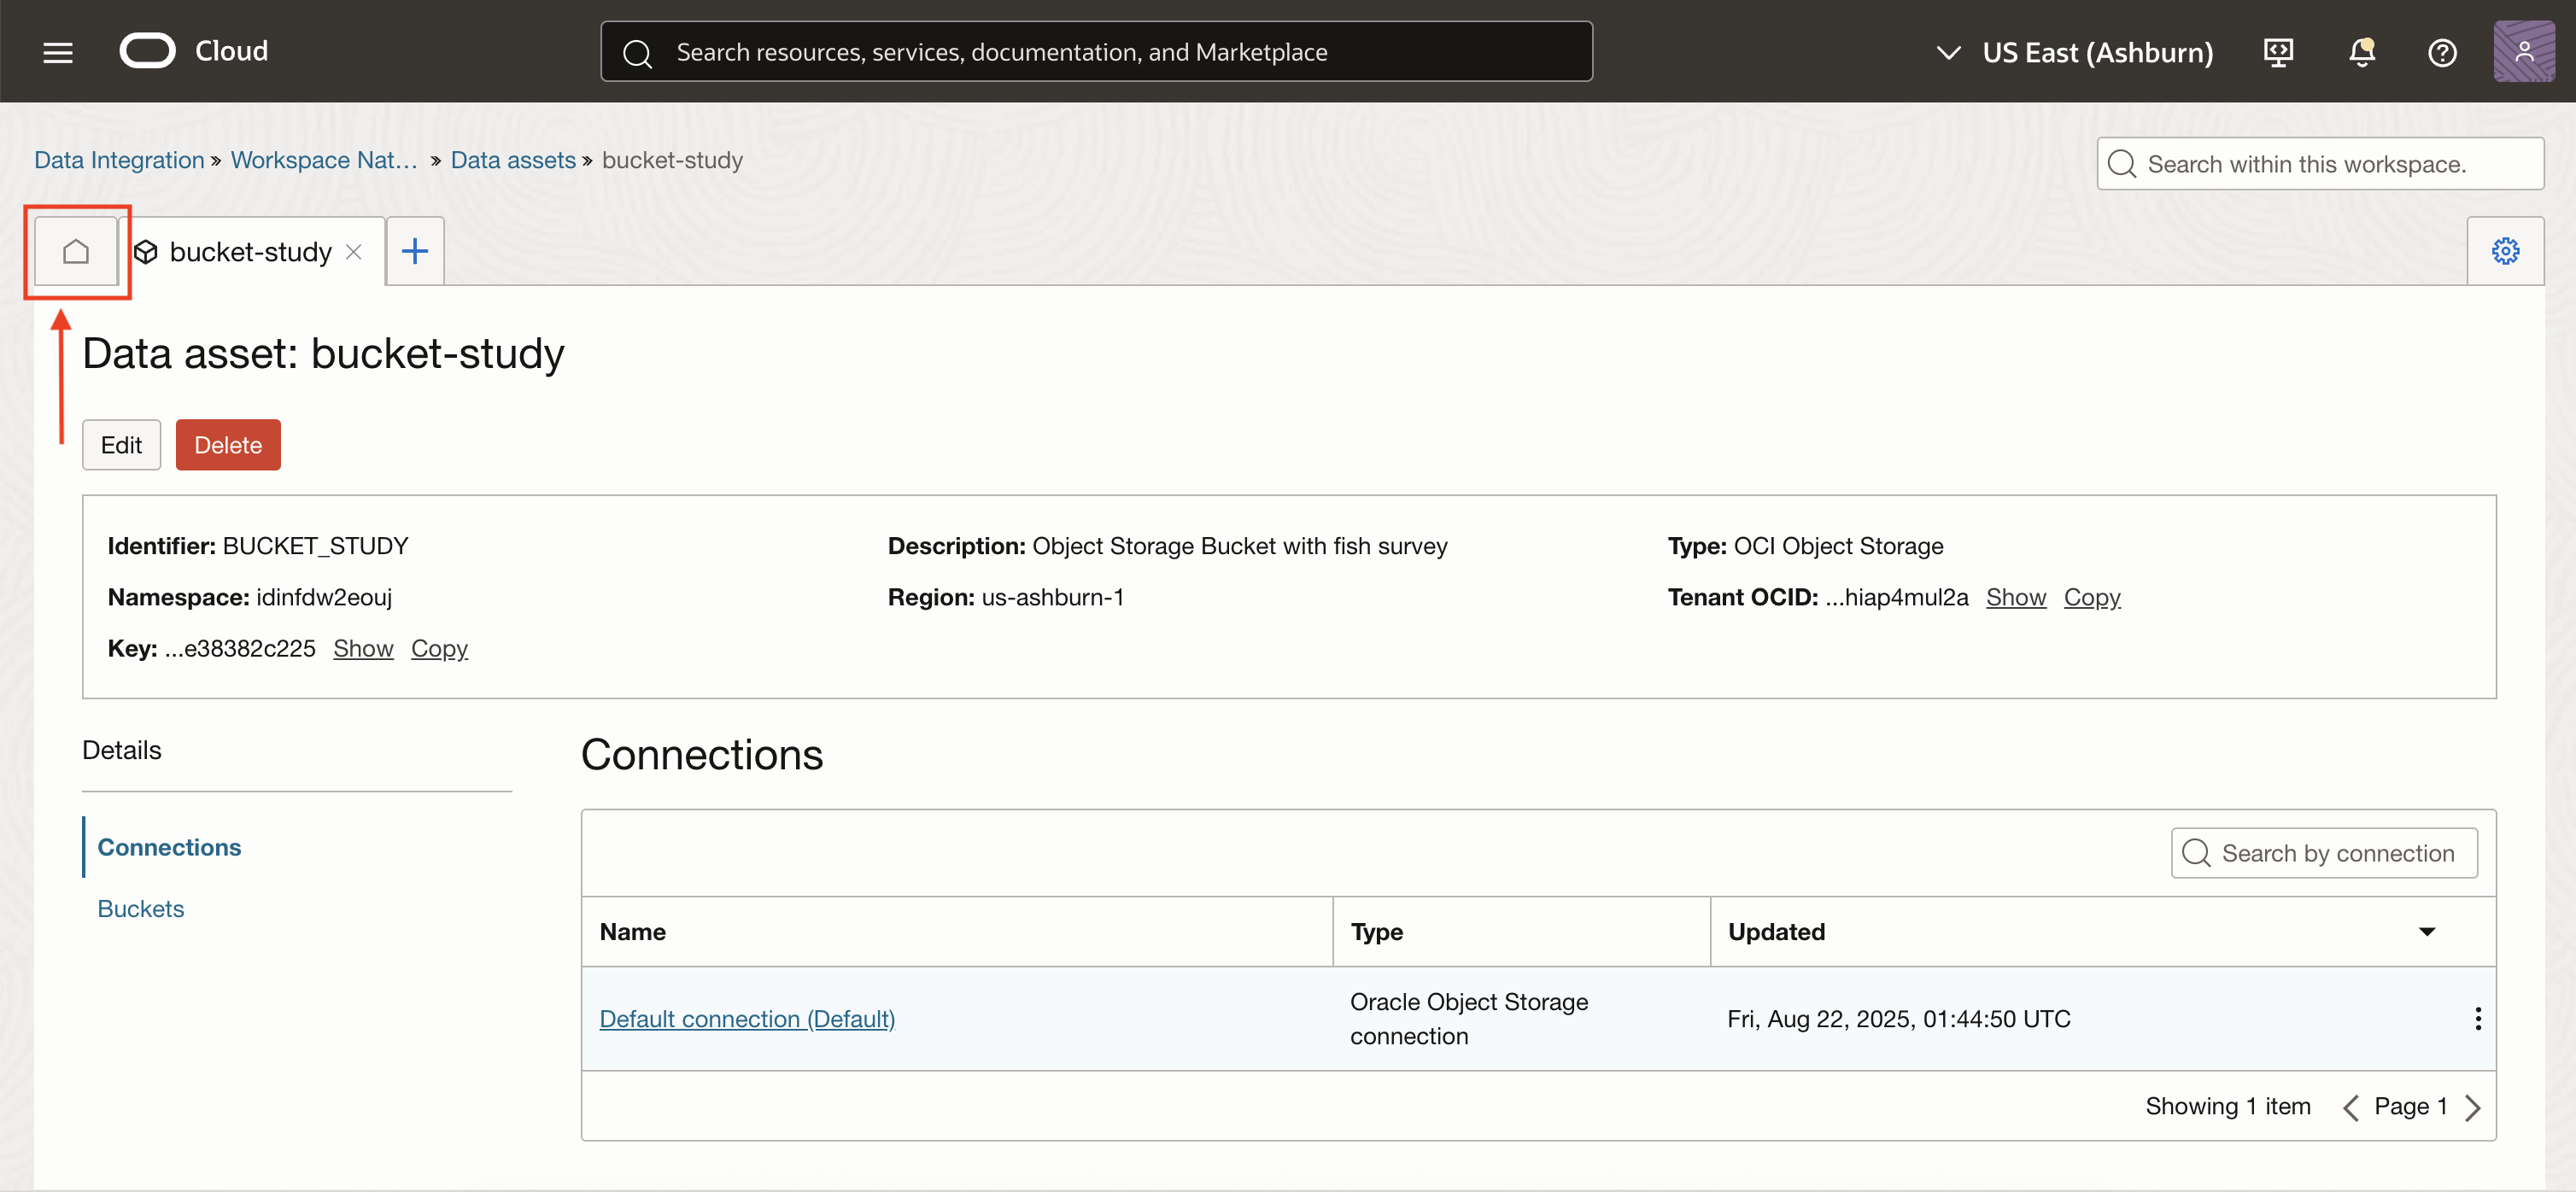 Cloud
Search resources, services, documentation, and Marketplace
US East (Ashburn)
Data Integration » Workspace Nat... » Data assets » bucket-study
Search within this workspace.
bucket-study
Data asset: bucket-study
Edit
Delete
Identifier: BUCKET_STUDY
Description: Object Storage Bucket with fish survey
Type: OCI Object Storage
Namespace: idinfdw2eouj
Region: us-ashburn-1
Tenant OCID: ...hiap4mul2a Show Copy
Key: ...e38382c225 Show Copy
Details
Connections
Buckets
Connections
Search by connection
Name
Type
Updated
Default connection (Default)
Oracle Object Storage
connection
Fri, Aug 22, 2025, 01:44:50 UTC
Showing 1 item
Page 1